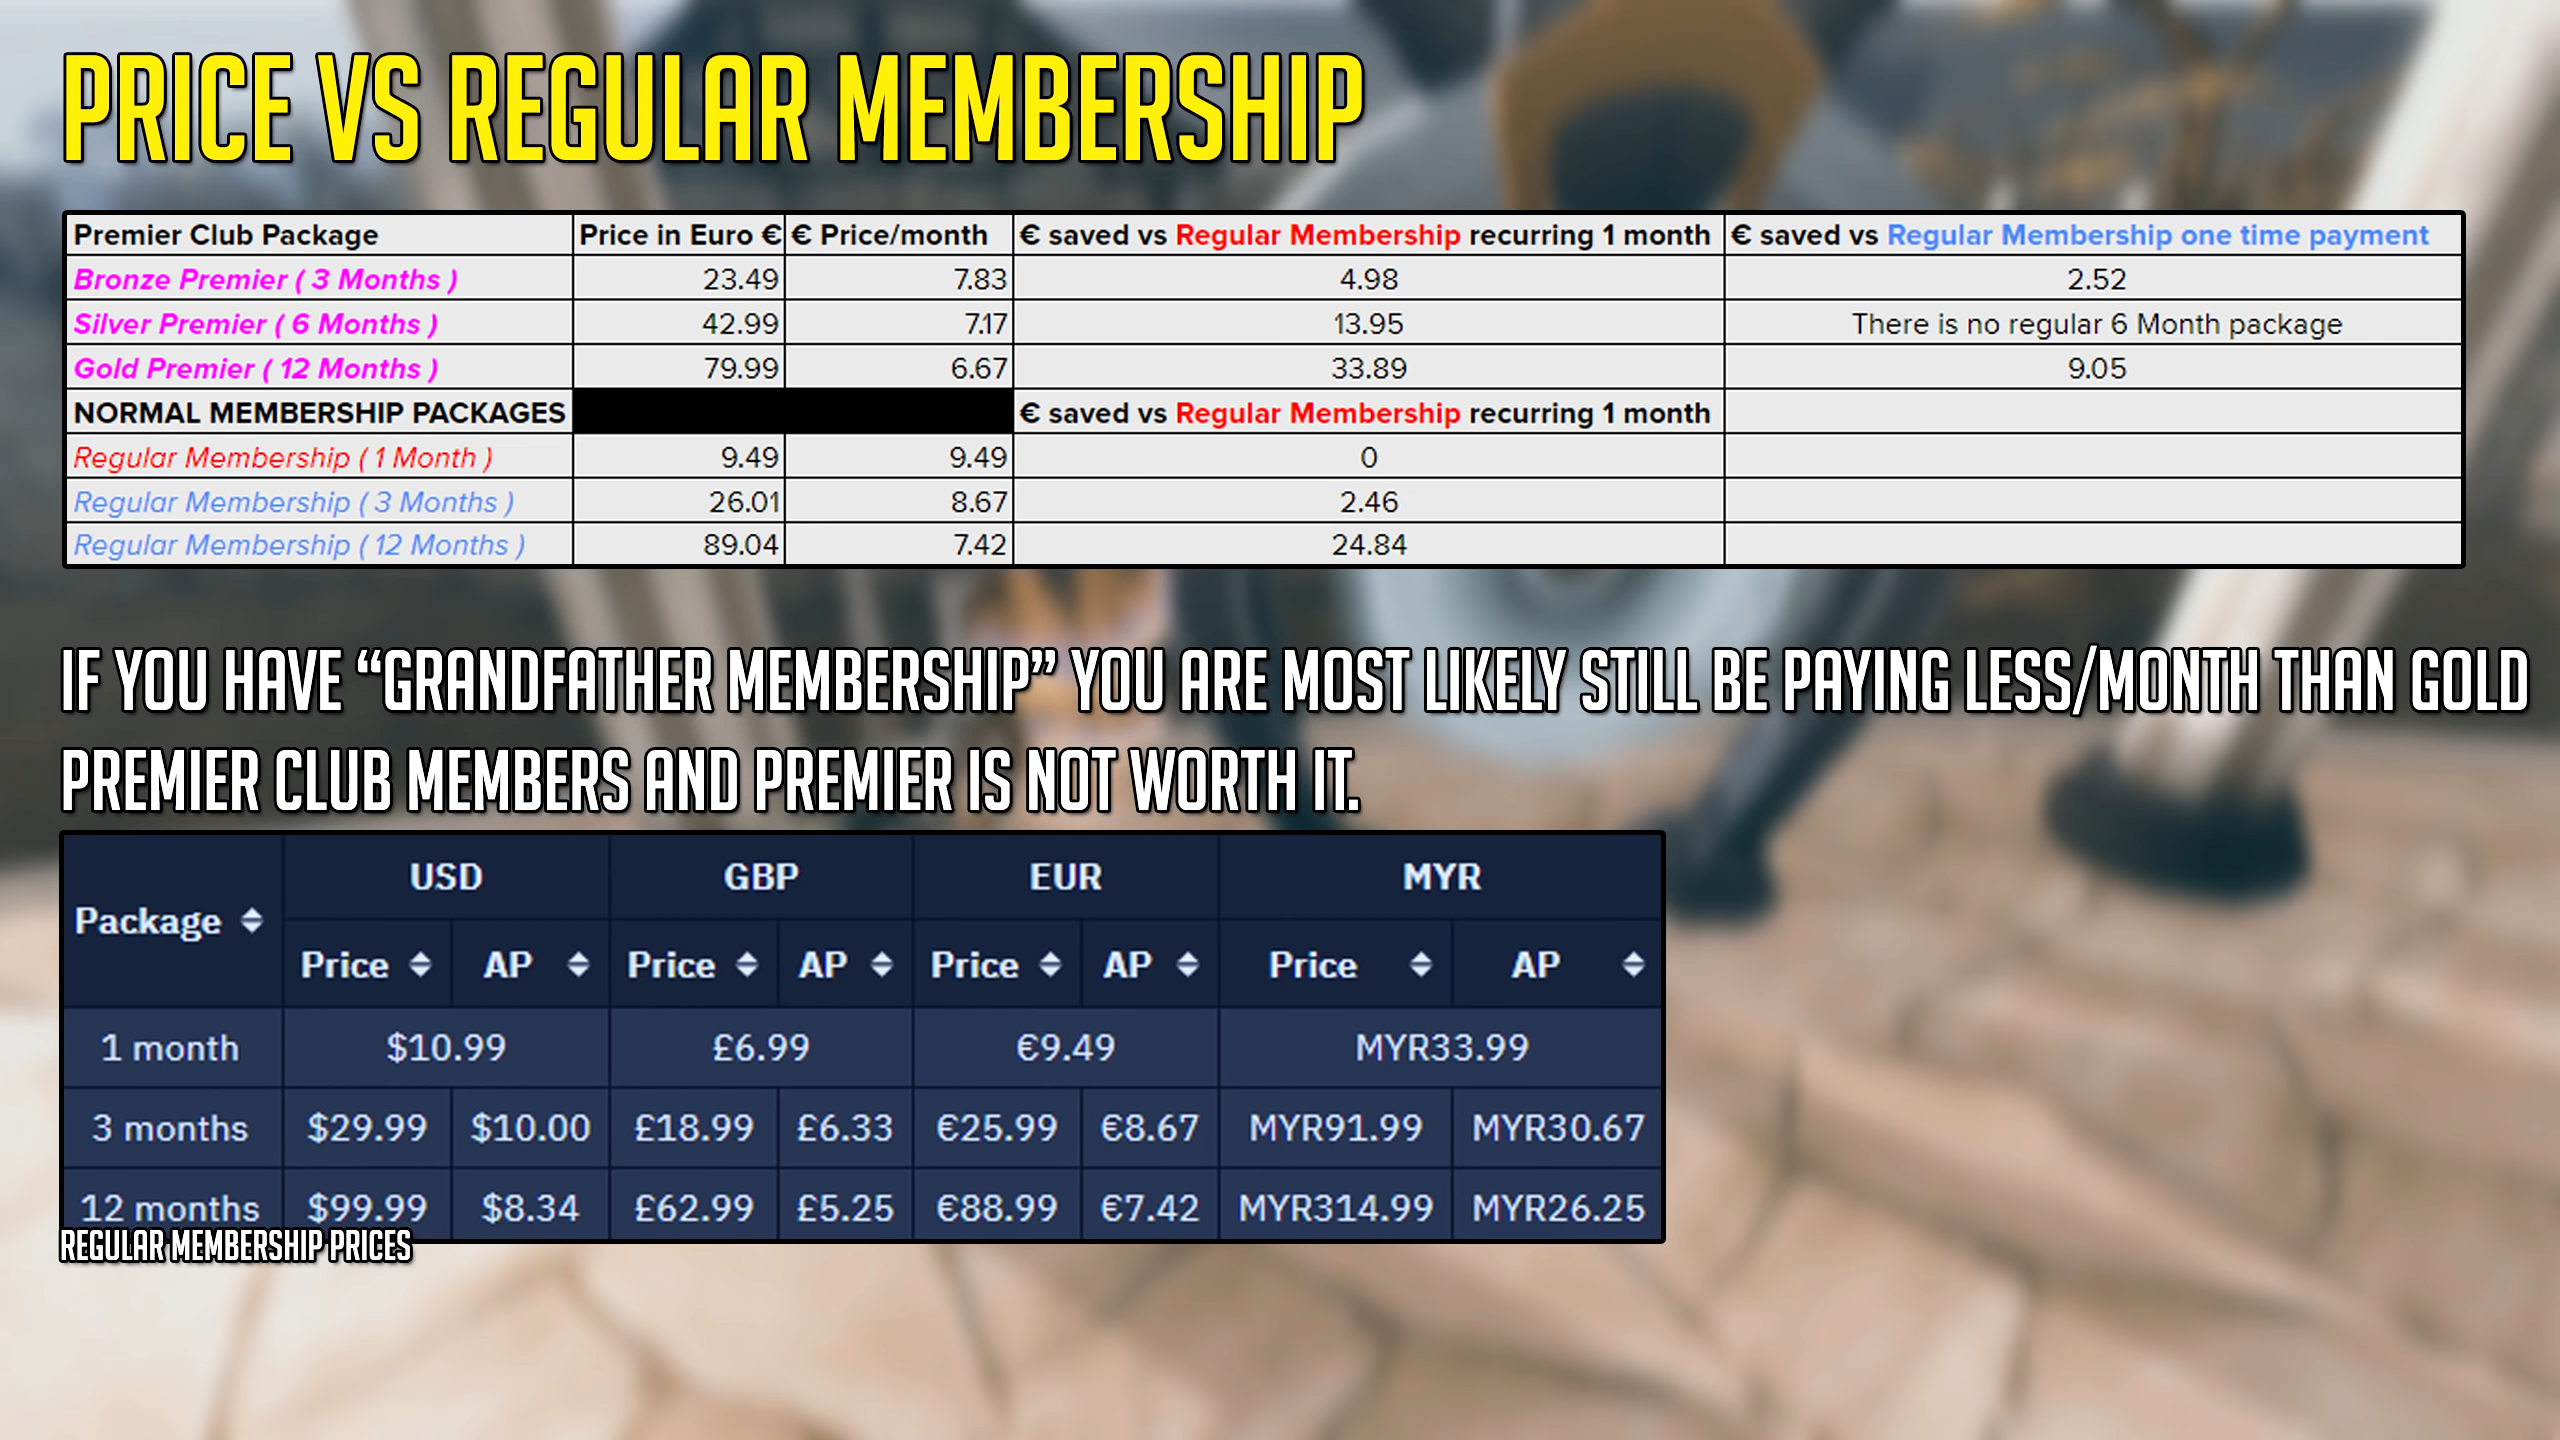 PRICE VS REGULAR MEMBERSHIP
Premier Club Package Price in Euro € € Price/month € saved vs Regular Membership recurring 1 month € saved vs Regular Membership one time payment
Bronze Premier ( 3 Months ) 23.49 7.83 4.98 2.52
Silver Premier ( 6 Months ) 42.99 7.17 13.95 There is no regular 6 Month package
Gold Premier ( 12 Months ) 79.99 6.67 33.89 9.05
NORMAL MEMBERSHIP PACKAGES € saved vs Regular Membership recurring 1 month
Regular Membership ( 1 Month ) 9.49 9.49 0
Regular Membership ( 3 Months ) 26.01 8.67 2.46
Regular Membership ( 12 Months ) 89.04 7.42 24.84
IF YOU HAVE “GRANDFATHER MEMBERSHIP” YOU ARE MOST LIKELY STILL BE PAYING LESS/MONTH THAN GOLD
PREMIER CLUB MEMBERS AND PREMIER IS NOT WORTH IT.
Package USD GBP EUR MYR
Price AP Price AP Price AP Price AP
1 month $10.99 £6.99 €9.49 MYR33.99
3 months $29.99 $10.00 £18.99 £6.33 €25.99 €8.67 MYR91.99 MYR30.67
12 months $99.99 $8.34 £62.99 £5.25 €88.99 €7.42 MYR314.99 MYR26.25
REGULAR MEMBERSHIP PRICES